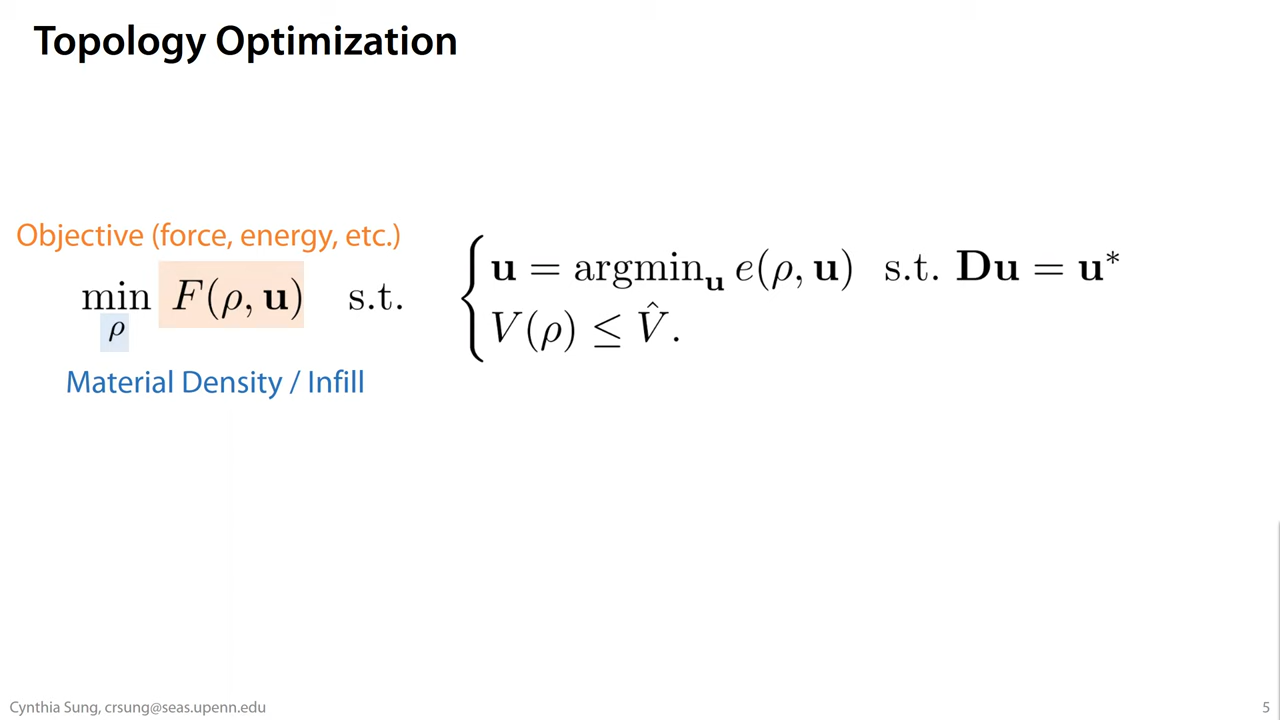 Topology Optimization
Objective (force, energy, etc.)
min F(ρ, u) s.t.
ρ
Material Density / Infill
u = argmin_u e(ρ, u) s.t. Du = u*
V(ρ) ≤ V̂.
Cynthia Sung, crsung@seas.upenn.edu
5